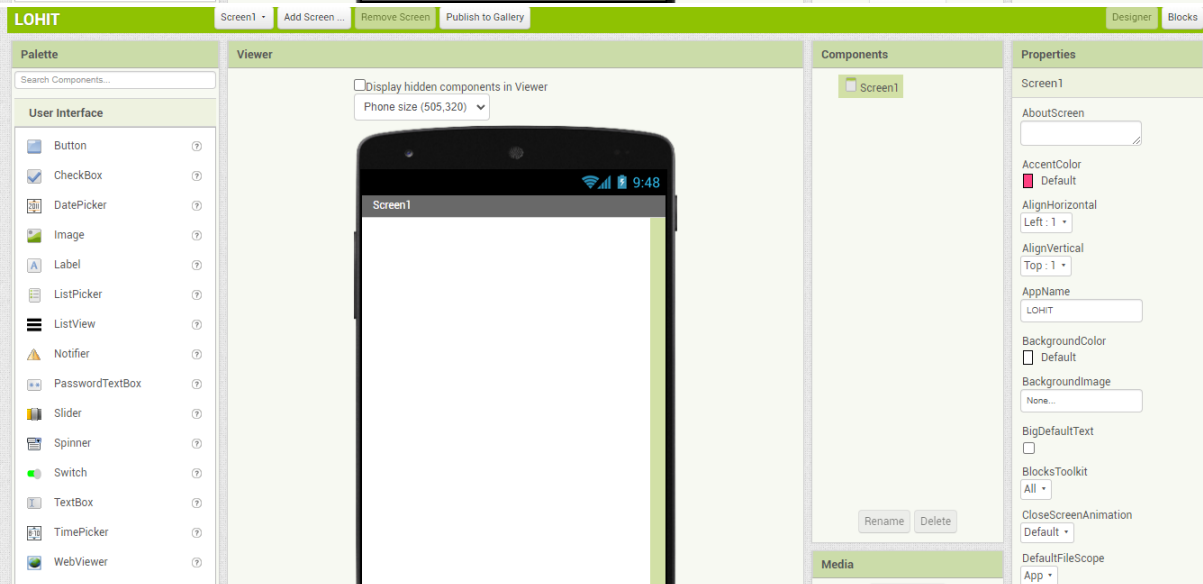 LOHIT
Screen1
Add Screen ...
Remove Screen
Publish to Gallery
Designer
Blocks
Palette
Search Components...
User Interface
Button
CheckBox
DatePicker
Image
Label
ListPicker
ListView
Notifier
PasswordTextBox
Slider
Spinner
Switch
TextBox
TimePicker
WebViewer
Viewer
Display hidden components in Viewer
Phone size (505,320)
9:48
Screen1
Components
Screen1
Rename
Delete
Media
Properties
Screen1
AboutScreen
AccentColor
Default
AlignHorizontal
Left : 1
AlignVertical
Top : 1
AppName
LOHIT
BackgroundColor
Default
BackgroundImage
None...
BigDefaultText
BlocksToolkit
All
CloseScreenAnimation
Default
DefaultFileScope
App